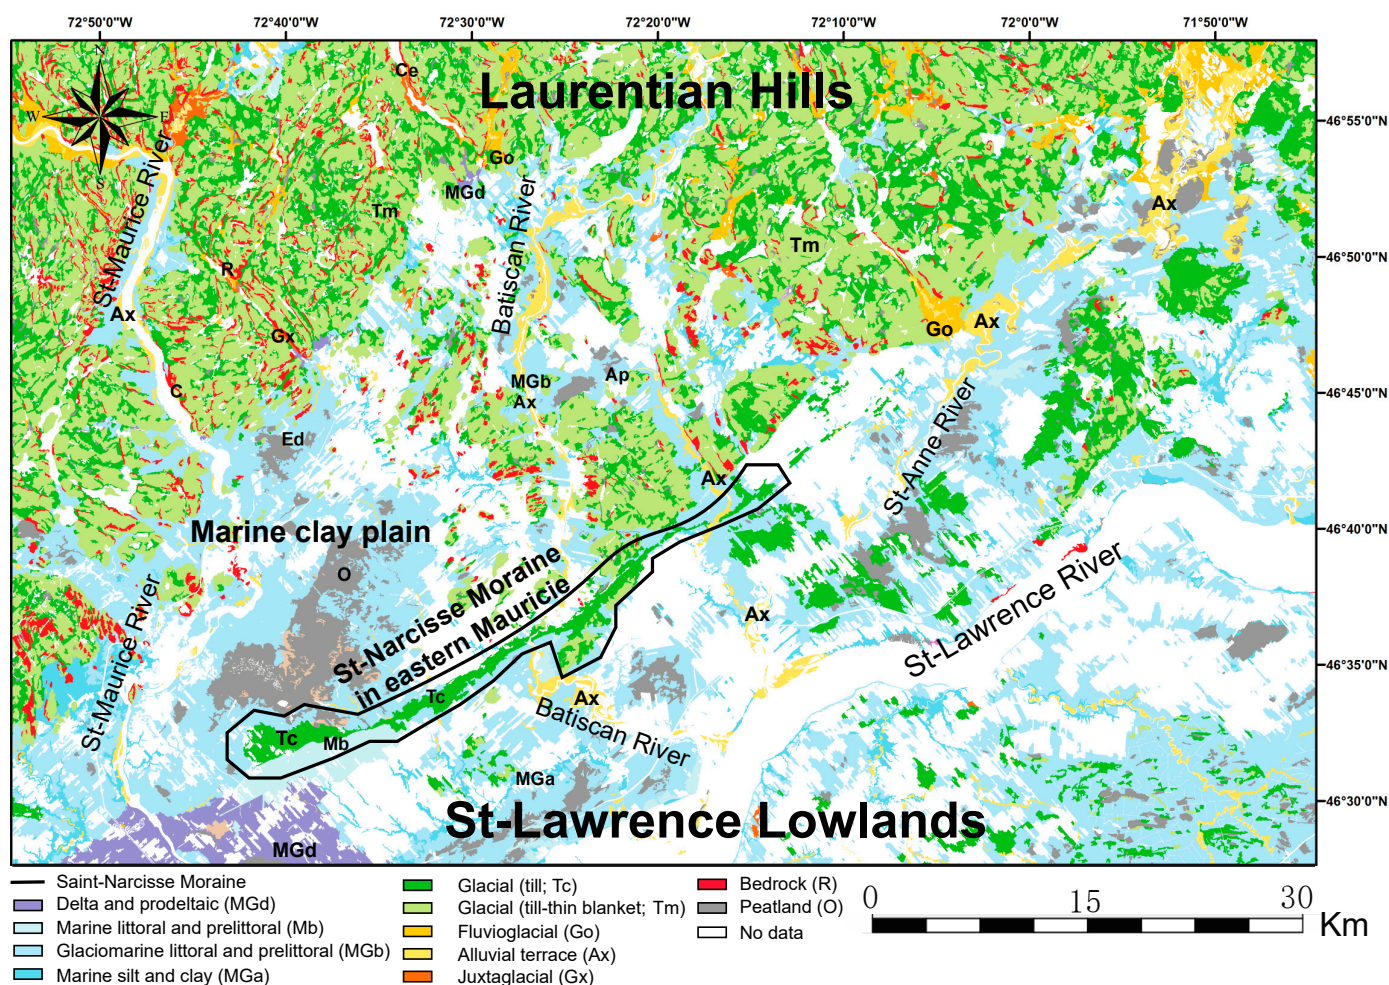 72°50'0"W 72°40'0"W 72°30'0"W 72°20'0"W 72°10'0"W 72°0'0"W 71°50'0"W
N
W E
S
Ce
Laurentian Hills
46°55'0"N
Go
MGd
St-Maurice River
Batiscan River
Tm
Ax
Tm
46°50'0"N
R
Ax
Gx
Go
Ax
MGb
Ap
C
Ax
46°45'0"N
Ed
St-Anne River
Ax
Marine clay plain
46°40'0"N
O
St-Narcisse Moraine
in eastern Mauricie
St-Lawrence River
St-Maurice River
Ax
46°35'0"N
Tc
Ax
Batiscan River
Tc
Mb
MGa
46°30'0"N
St-Lawrence Lowlands
MGd
Saint-Narcisse Moraine
Delta and prodeltaic (MGd)
Marine littoral and prelittoral (Mb)
Glaciomarine littoral and prelittoral (MGb)
Marine silt and clay (MGa)
Glacial (till; Tc)
Glacial (till-thin blanket; Tm)
Fluvioglacial (Go)
Alluvial terrace (Ax)
Juxtaglacial (Gx)
Bedrock (R)
Peatland (O)
No data
0 15 30
Km